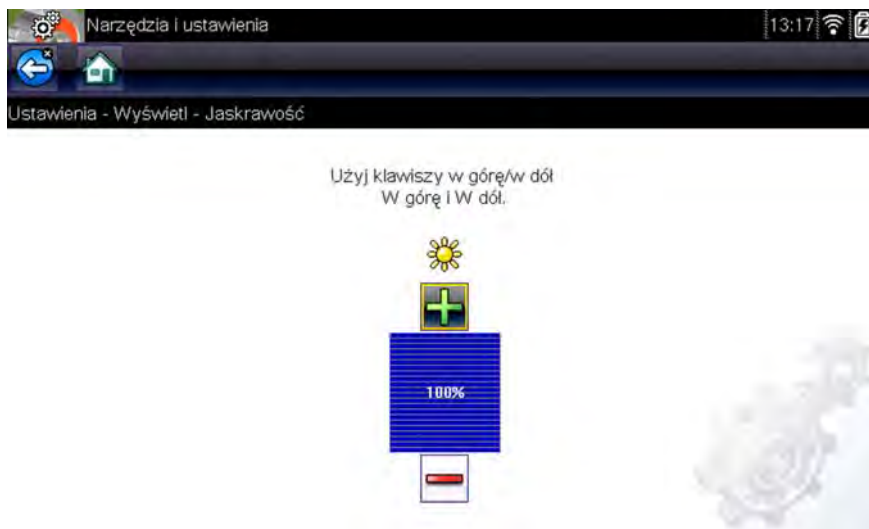 Narzędzia i ustawienia
13:17
Ustawienia - Wyświetl - Jaskrawość
Użyj klawiszy w górę/w dół
W górę i W dół.
100%